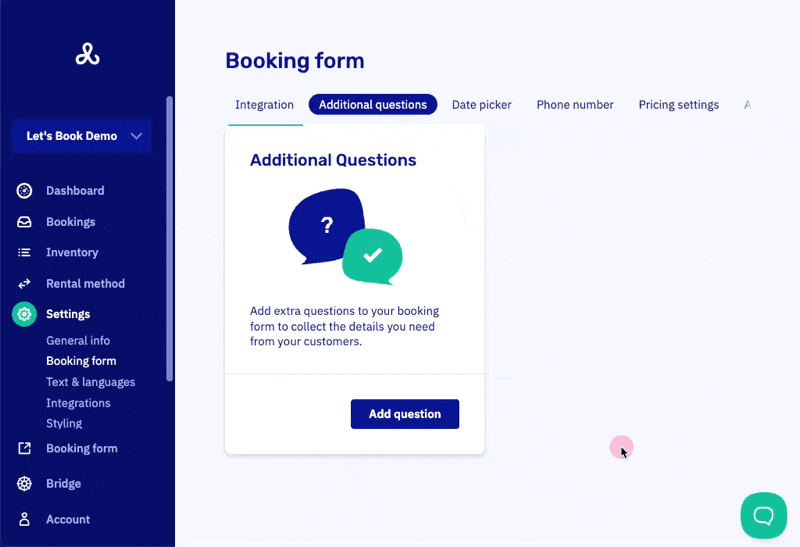 Let's Book Demo
Dashboard
Bookings
Inventory
Rental method
Settings
General info
Booking form
Text & languages
Integrations
Styling
Booking form
Bridge
Account
Booking form
Integration Additional questions Date picker Phone number Pricing settings A
Additional Questions
?
Add extra questions to your booking
form to collect the details you need
from your customers.
Add question